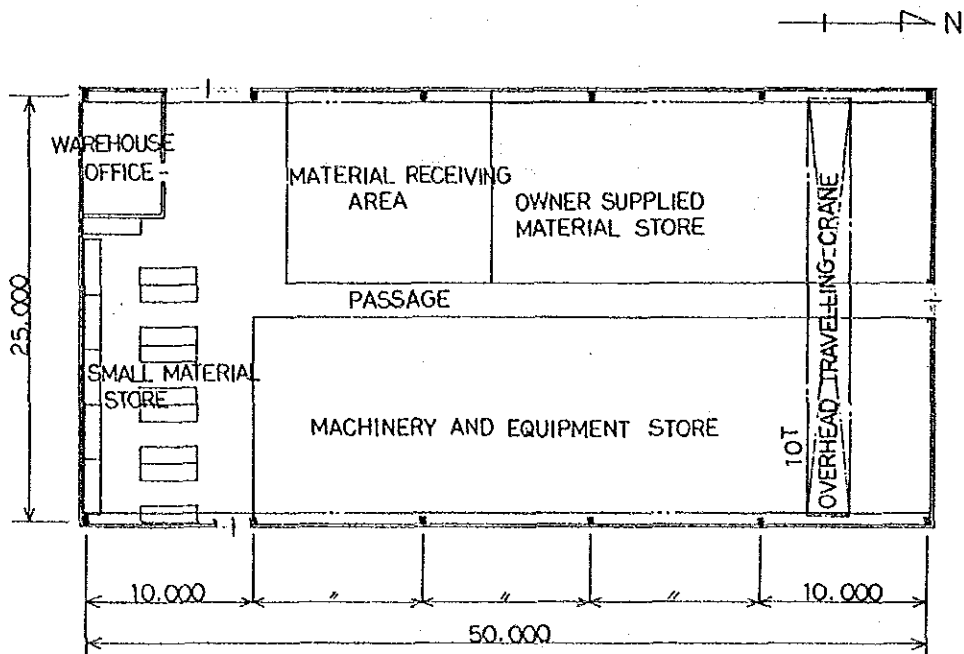 N
WAREHOUSE
OFFICE
MATERIAL RECEIVING
AREA
OWNER SUPPLIED
MATERIAL STORE
PASSAGE
SMALL MATERIAL
STORE
MACHINERY AND EQUIPMENT STORE
10T
OVERHEAD TRAVELLING CRANE
25.000
10.000
〃
〃
〃
10.000
50.000